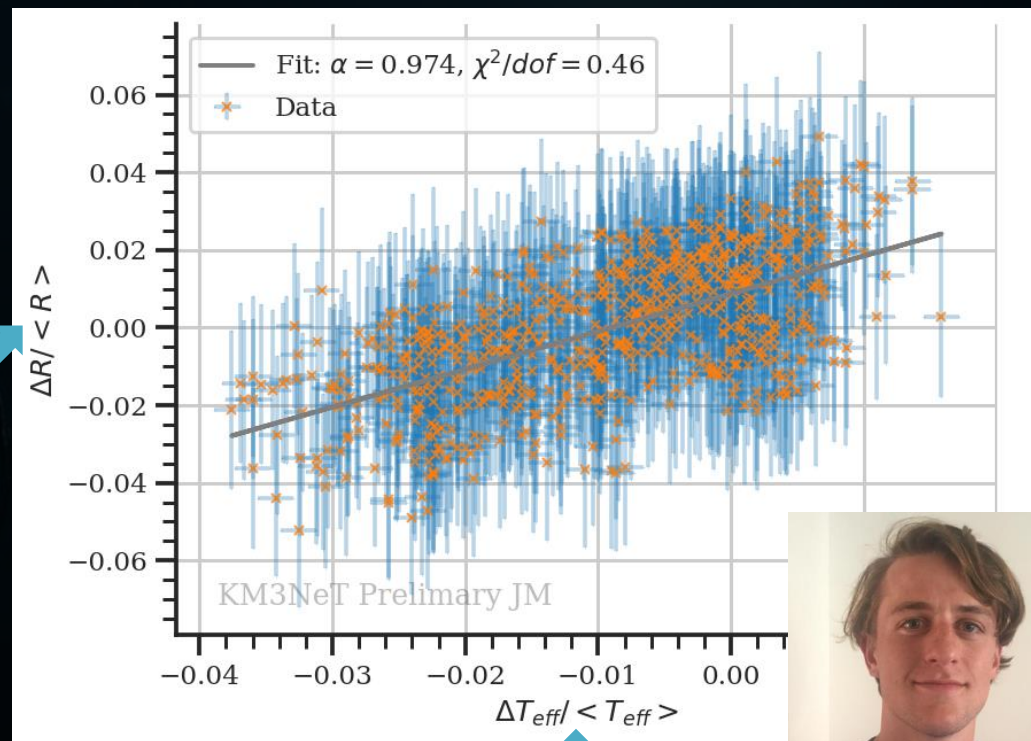 Fit: α = 0.974, χ²/dof = 0.46
Data
0.06
0.04
0.02
0.00
−0.02
−0.04
−0.06
ΔR/ < R >
KM3NeT Prelimary JM
−0.04 −0.03 −0.02 −0.01 0.00
ΔT_eff/ < T_eff >